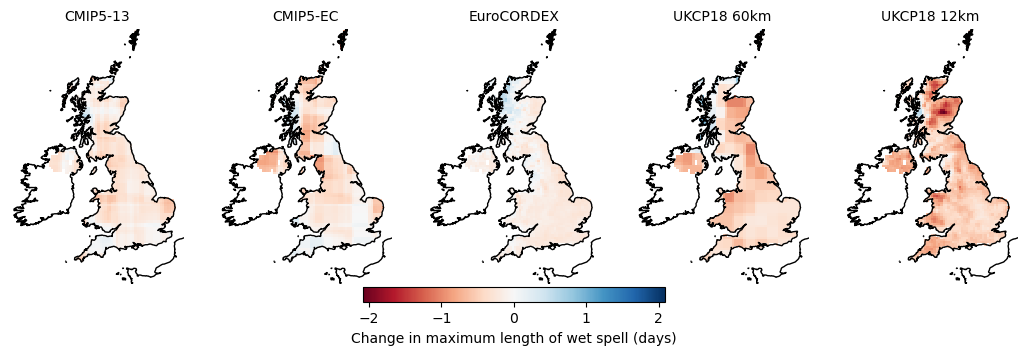 CMIP5-13 CMIP5-EC EuroCORDEX UKCP18 60km UKCP18 12km
−2 −1 0 1 2
Change in maximum length of wet spell (days)